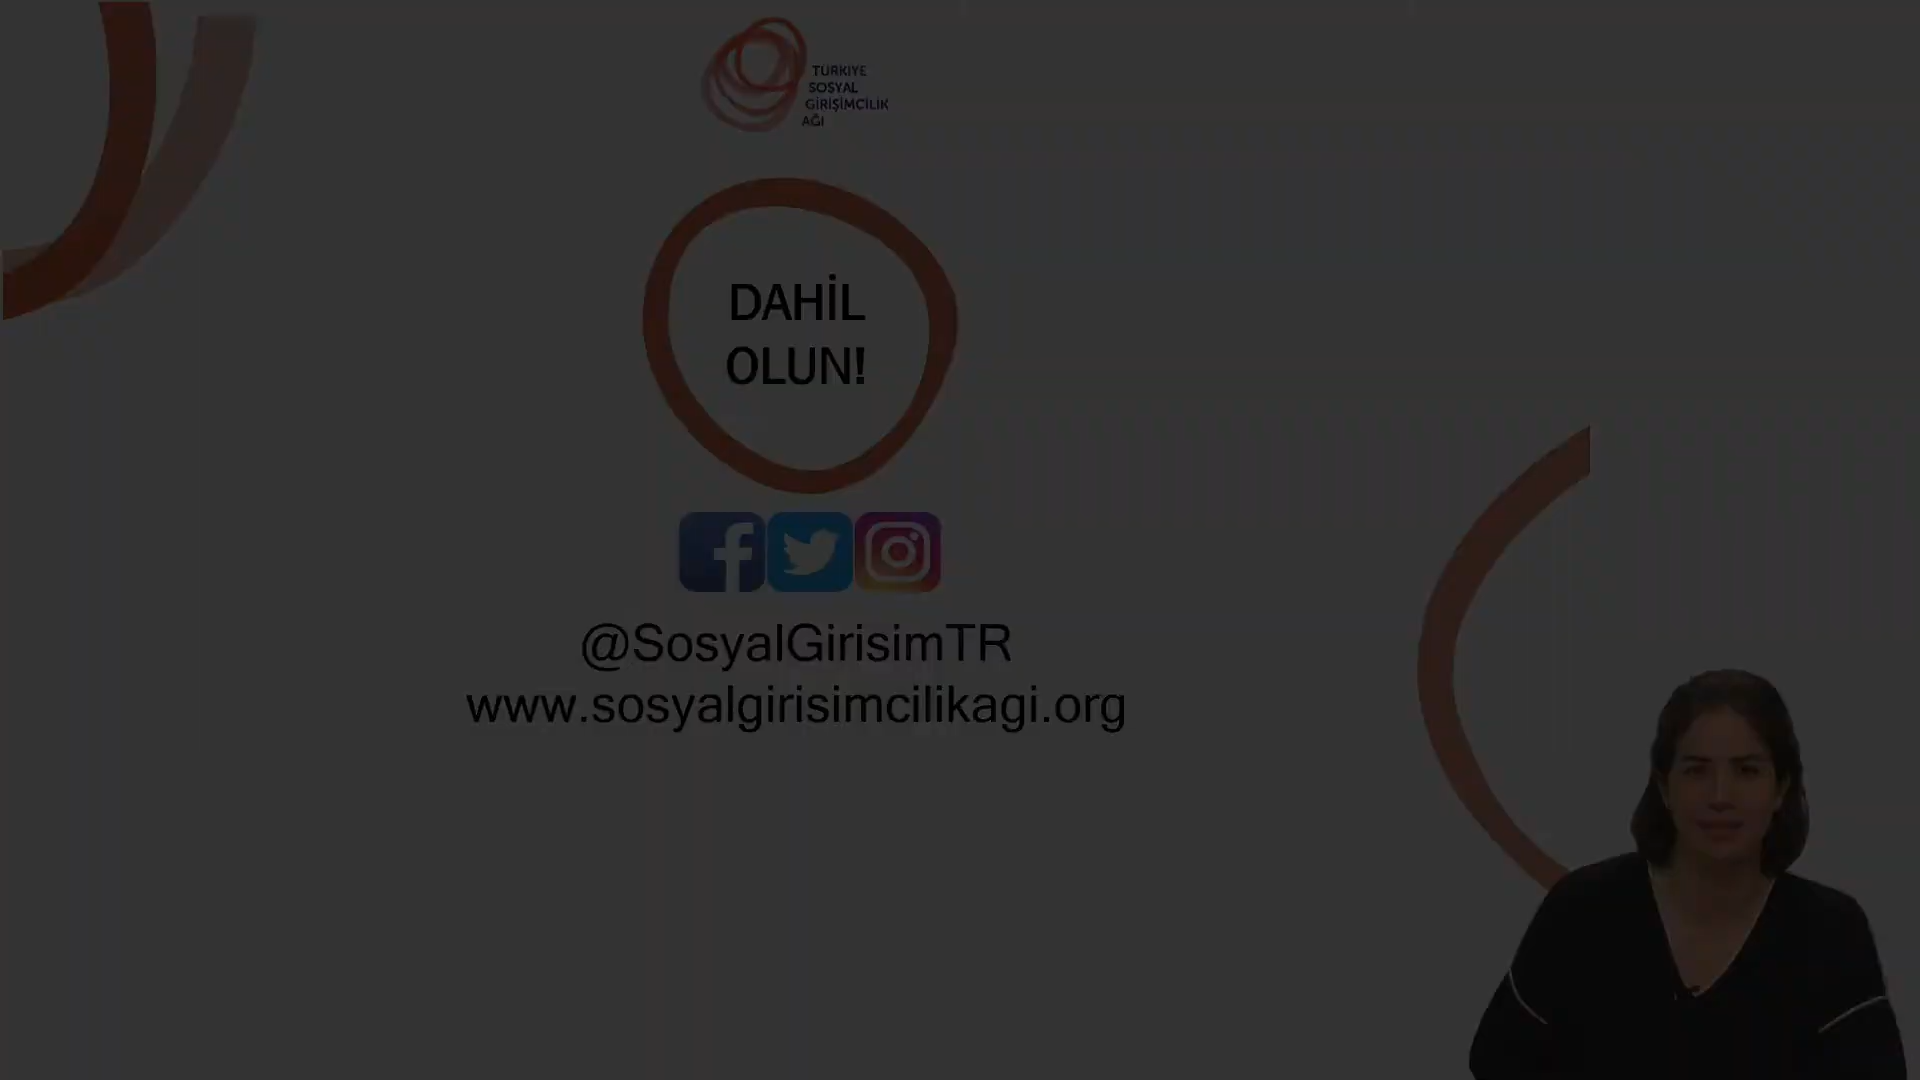 TÜRKİYE
SOSYAL
GİRİŞİMCİLİK
AĞI
DAHİL
OLUN!
@SosyalGirisimTR
www.sosyalgirisimcilikagi.org